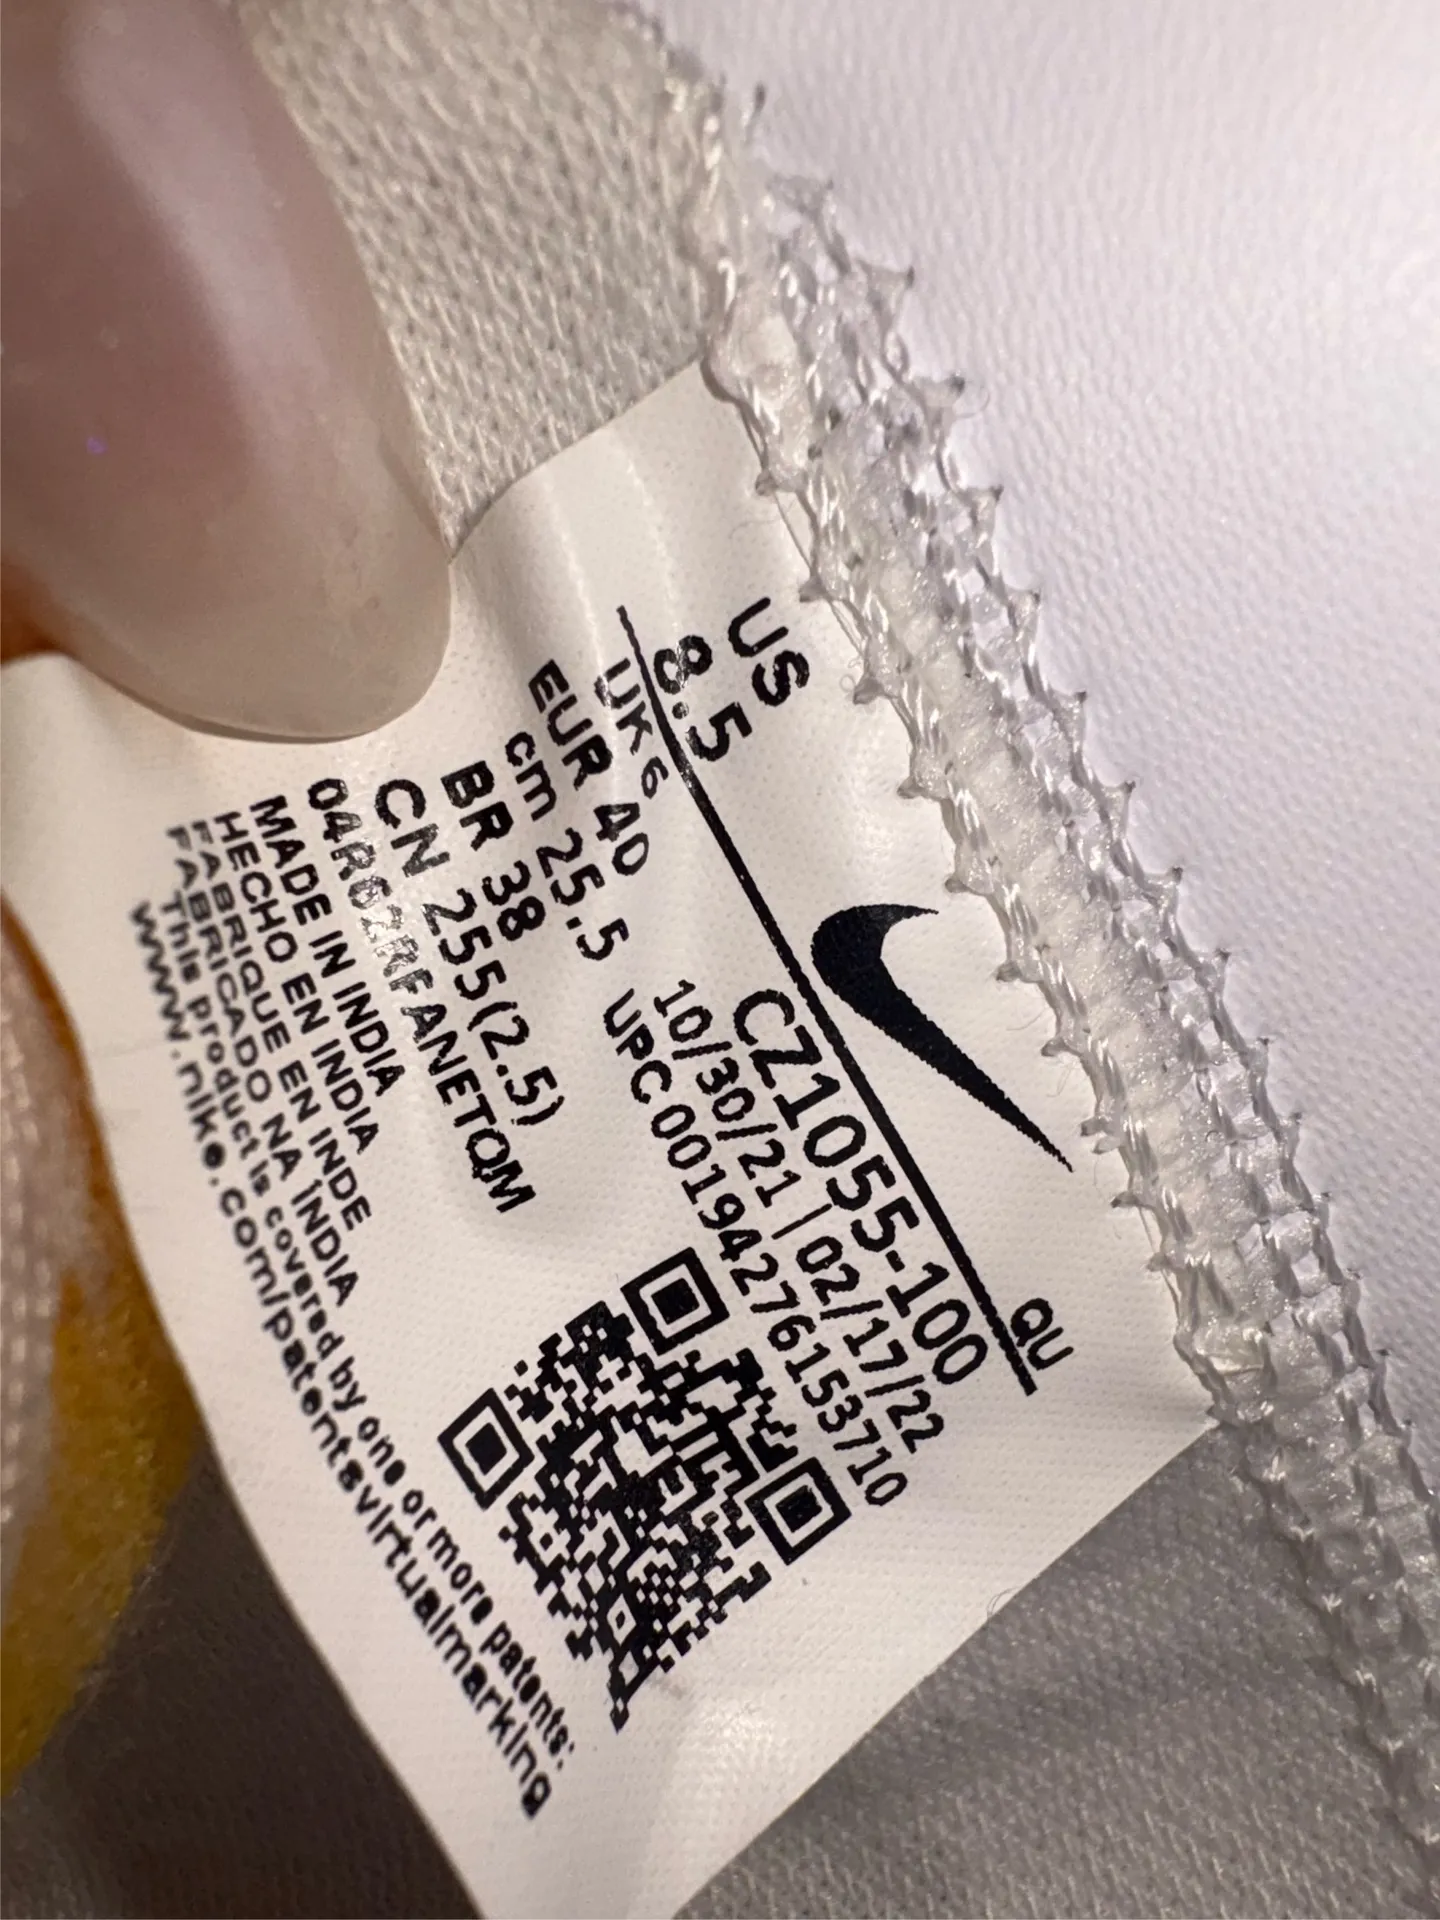 US
8.5
UK 6
EUR 40
cm 25.5
BR 38
CN 255(2.5)
QU
CZ1055-100
10/30/21 | 02/17/22
UPC 00194276153710
04R62RFANETQM
MADE IN INDIA
HECHO EN INDIA
FABRIQUE EN INDE
FABRICADO NA ÍNDIA
This product is covered by one or more patents:
www.nike.com/patentsvirtualmarking